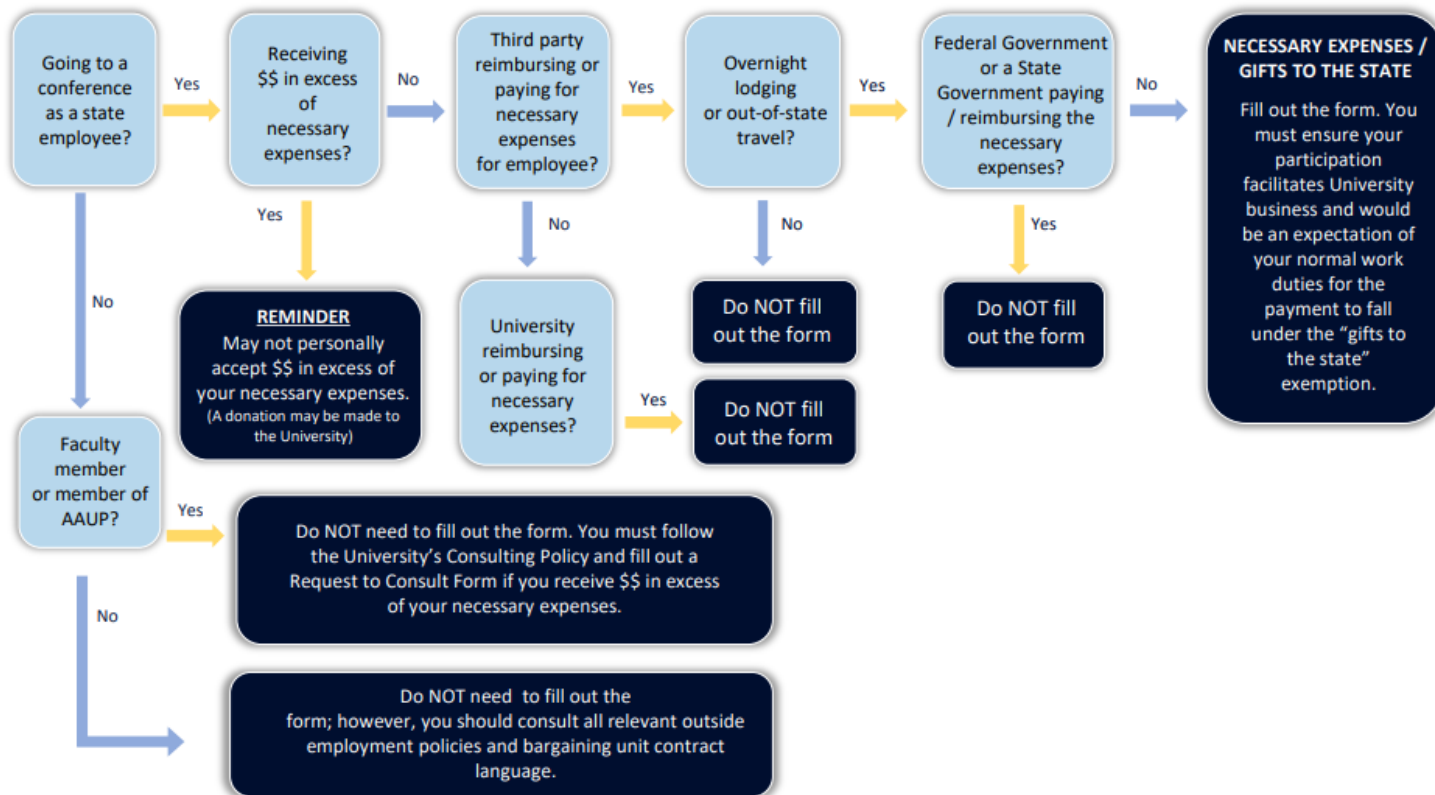 Going to a
conference
as a state
employee?
Yes
Receiving
$$ in excess
of
necessary
expenses?
No
Third party
reimbursing or
paying for
necessary
expenses
for employee?
Yes
Overnight
lodging
or out-of-state
travel?
Yes
Federal Government
or a State
Government paying
/ reimbursing the
necessary
expenses?
No
NECESSARY EXPENSES /
GIFTS TO THE STATE
Fill out the form. You
must ensure your
participation
facilitates University
business and would
be an expectation of
your normal work
duties for the
payment to fall
under the “gifts to
the state”
exemption.
No
Yes
No
No
Yes
REMINDER
May not personally
accept $$ in excess of
your necessary expenses.
(A donation may be made to
the University)
University
reimbursing
or paying for
necessary
expenses?
Yes
Do NOT fill
out the form
Do NOT fill
out the form
Do NOT fill
out the form
Faculty
member
or member of
AAUP?
Yes
Do NOT need to fill out the form. You must follow
the University’s Consulting Policy and fill out a
Request to Consult Form if you receive $$ in excess
of your necessary expenses.
No
Do NOT need to fill out the
form; however, you should consult all relevant outside
employment policies and bargaining unit contract
language.